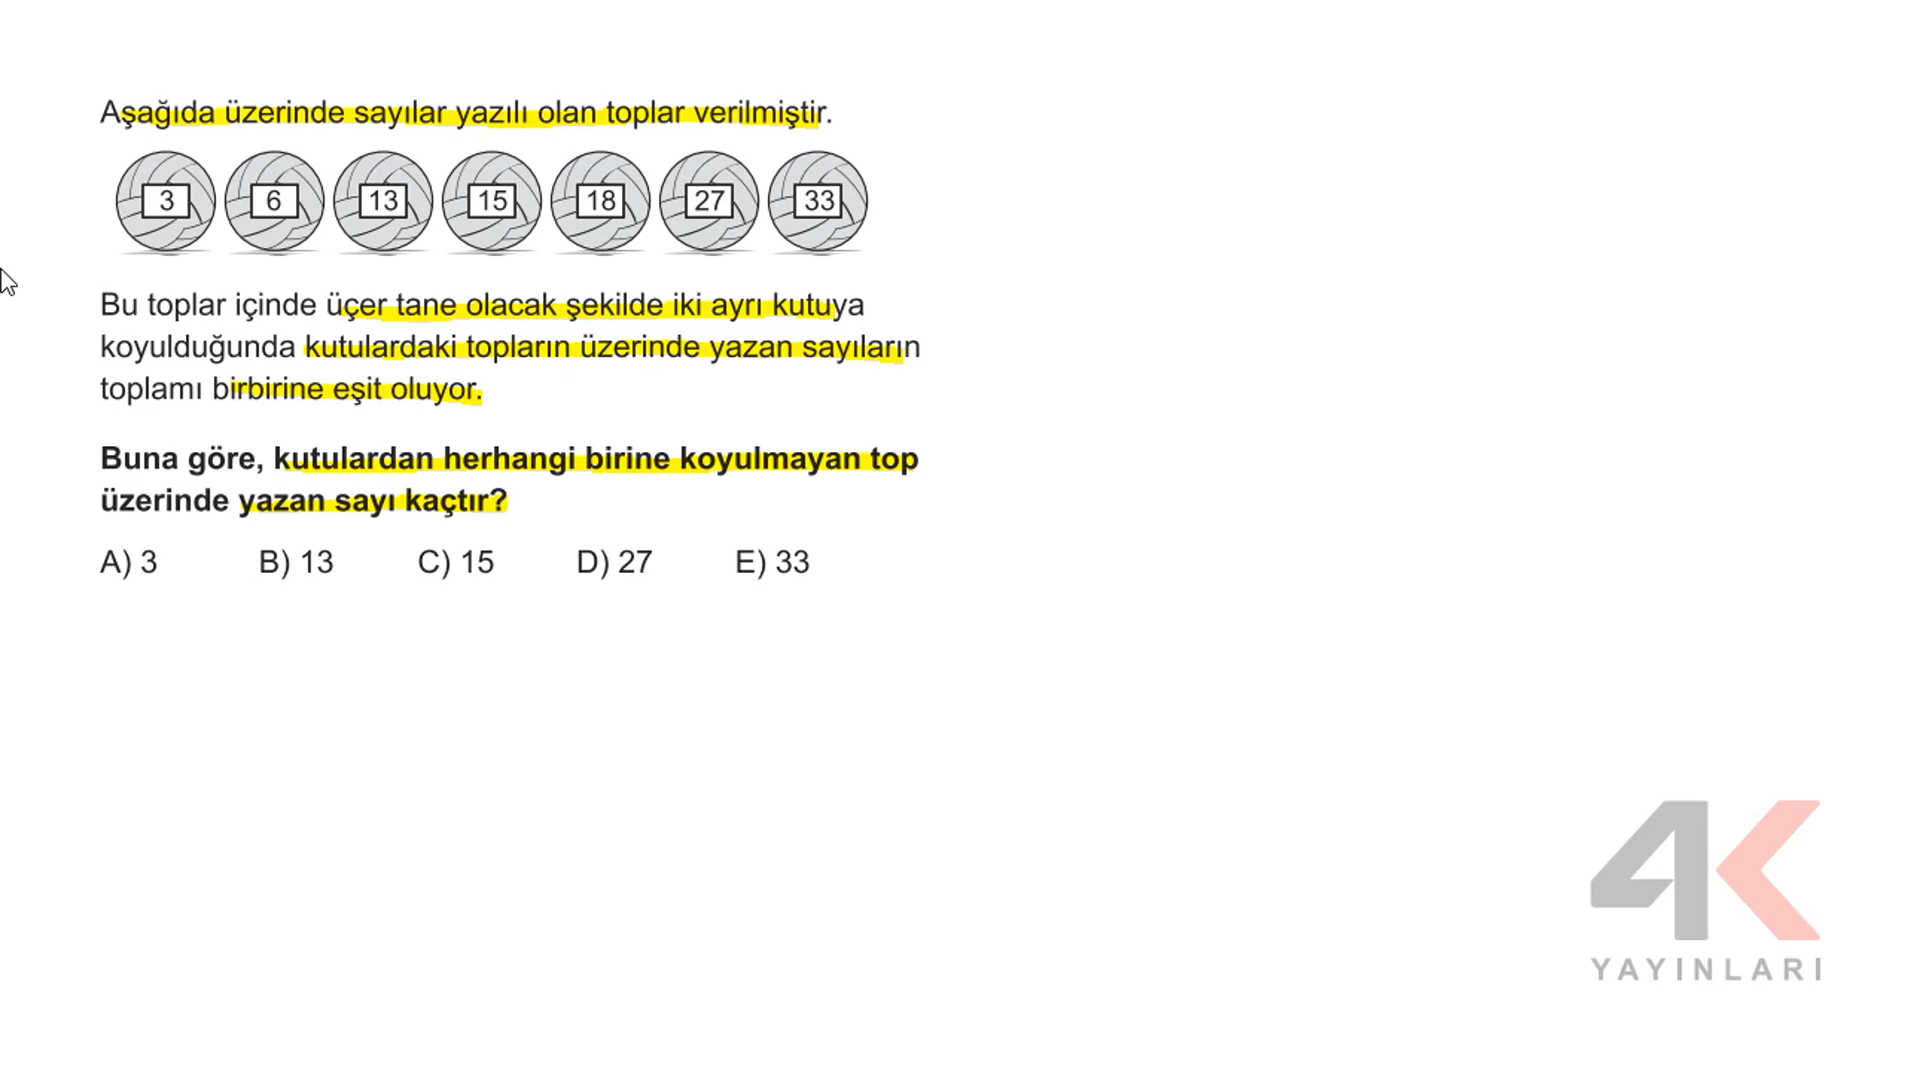 Aşağıda üzerinde sayılar yazılı olan toplar verilmiştir.
3 6 13 15 18 27 33
Bu toplar içinde üçer tane olacak şekilde iki ayrı kutuya
koyulduğunda kutulardaki topların üzerinde yazan sayıların
toplamı birbirine eşit oluyor.
Buna göre, kutulardan herhangi birine koyulmayan top
üzerinde yazan sayı kaçtır?
A) 3 B) 13 C) 15 D) 27 E) 33
4K
YAYINLARI